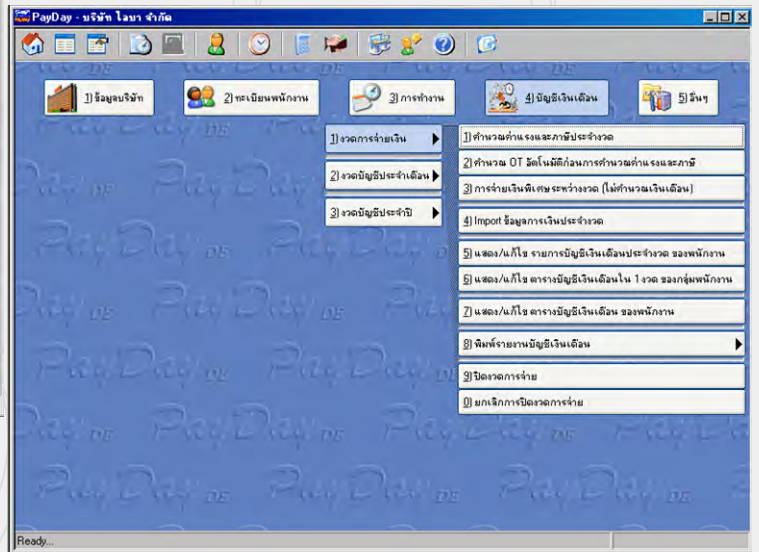 PayDay - บริษัท ไลบา จำกัด
1) ข้อมูลบริษัท
2) ทะเบียนพนักงาน
3) การทำงาน
4) บัญชีเงินเดือน
5) อื่นๆ
1) งวดการจ่ายเงิน
2) งวดบัญชีประจำเดือน
3) งวดบัญชีประจำปี
1) คำนวณค่าแรงและภาษีประจำงวด
2) คำนวณ OT อัตโนมัติก่อนการคำนวณค่าแรงและภาษี
3) การจ่ายเงินพิเศษระหว่างงวด (ไม่คำนวณเงินเดือน)
4) Import ข้อมูลการเงินประจำงวด
5) แสดง/แก้ไข รายการบัญชีเงินเดือนประจำงวด ของพนักงาน
6) แสดง/แก้ไข ตารางบัญชีเงินเดือนใน 1 งวด ของกลุ่มพนักงาน
7) แสดง/แก้ไข ตารางบัญชีเงินเดือน ของพนักงาน
8) พิมพ์รายงานบัญชีเงินเดือน
9) ปิดงวดการจ่าย
0) ยกเลิกการปิดงวดการจ่าย
PayDay DE PayDay DE PayDay DE
Ready...